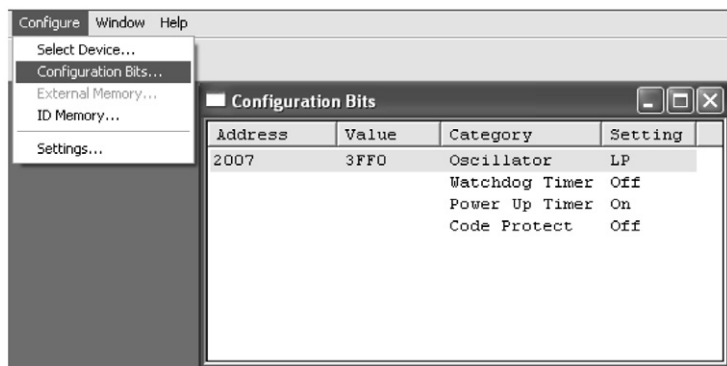 Configure Window Help
Select Device...
Configuration Bits...
External Memory...
ID Memory...
Settings...
Configuration Bits
Address Value Category Setting
2007 3FF0 Oscillator LP
Watchdog Timer Off
Power Up Timer On
Code Protect Off